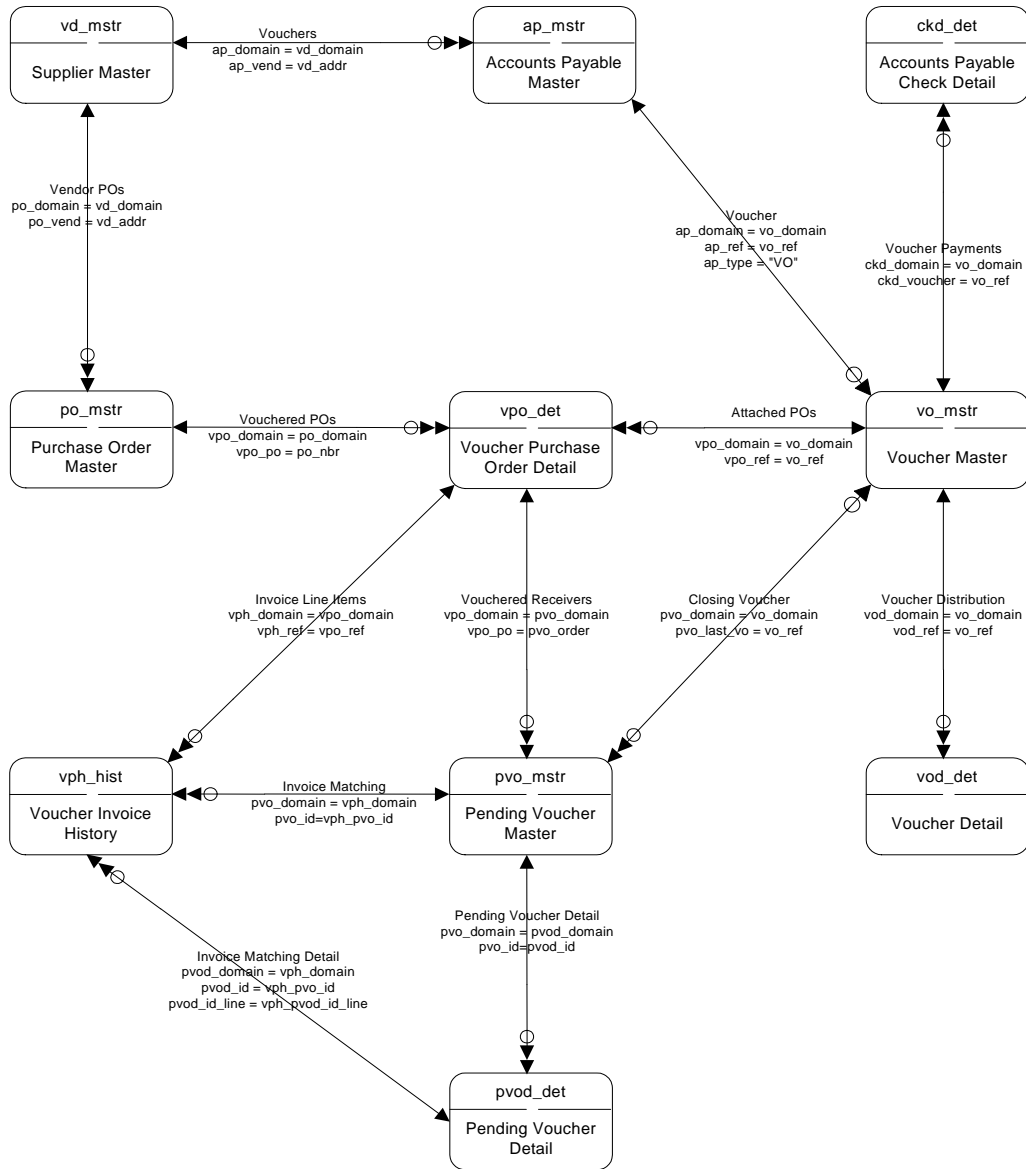 vd_mstr
Supplier Master
Vouchers
ap_domain = vd_domain
ap_vend = vd_addr
ap_mstr
Accounts Payable
Master
ckd_det
Accounts Payable
Check Detail
Vendor POs
po_domain = vd_domain
po_vend = vd_addr
Voucher
ap_domain = vo_domain
ap_ref = vo_ref
ap_type = "VO"
Voucher Payments
ckd_domain = vo_domain
ckd_voucher = vo_ref
po_mstr
Purchase Order
Master
Vouchered POs
vpo_domain = po_domain
vpo_po = po_nbr
vpo_det
Voucher Purchase
Order Detail
Attached POs
vpo_domain = vo_domain
vpo_ref = vo_ref
vo_mstr
Voucher Master
Invoice Line Items
vph_domain = vpo_domain
vph_ref = vpo_ref
Vouchered Receivers
vpo_domain = pvo_domain
vpo_po = pvo_order
Closing Voucher
pvo_domain = vo_domain
pvo_last_vo = vo_ref
Voucher Distribution
vod_domain = vo_domain
vod_ref = vo_ref
vph_hist
Voucher Invoice
History
Invoice Matching
pvo_domain = vph_domain
pvo_id=vph_pvo_id
pvo_mstr
Pending Voucher
Master
vod_det
Voucher Detail
Pending Voucher Detail
pvo_domain = pvod_domain
pvo_id=pvod_id
Invoice Matching Detail
pvod_domain = vph_domain
pvod_id = vph_pvo_id
pvod_id_line = vph_pvod_id_line
pvod_det
Pending Voucher
Detail